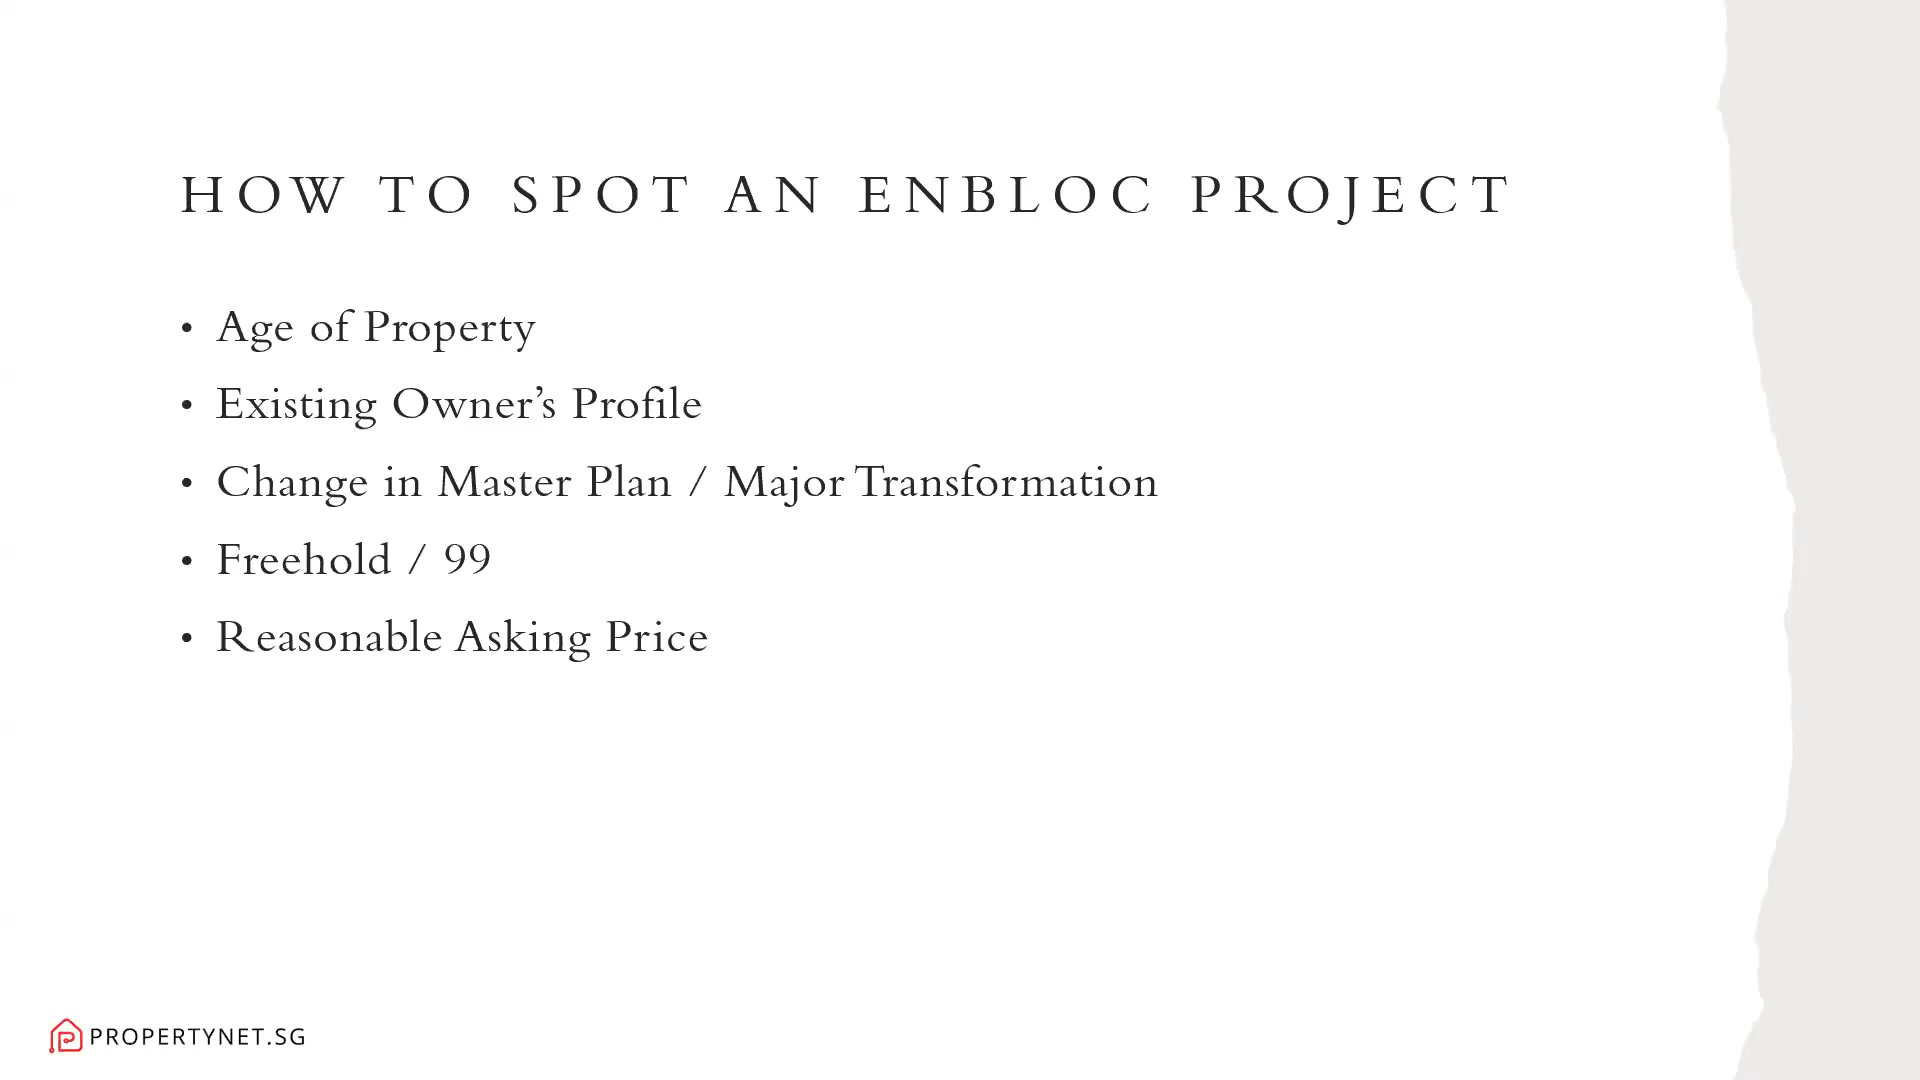 HOW TO SPOT AN ENBLOC PROJECT
• Age of Property
• Existing Owner’s Profile
• Change in Master Plan / Major Transformation
• Freehold / 99
• Reasonable Asking Price
PROPERTYNET.SG